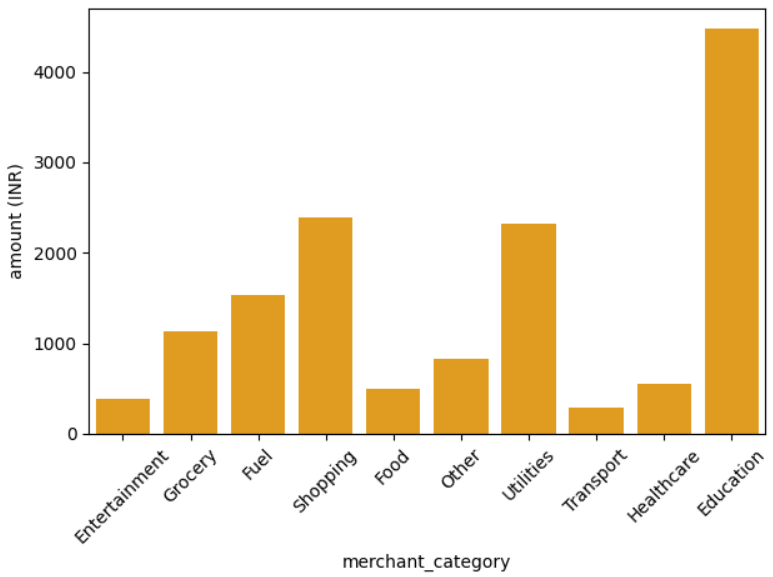 4000
3000
2000
1000
0
amount (INR)
Entertainment
Grocery
Fuel
Shopping
Food
Other
Utilities
Transport
Healthcare
Education
merchant_category